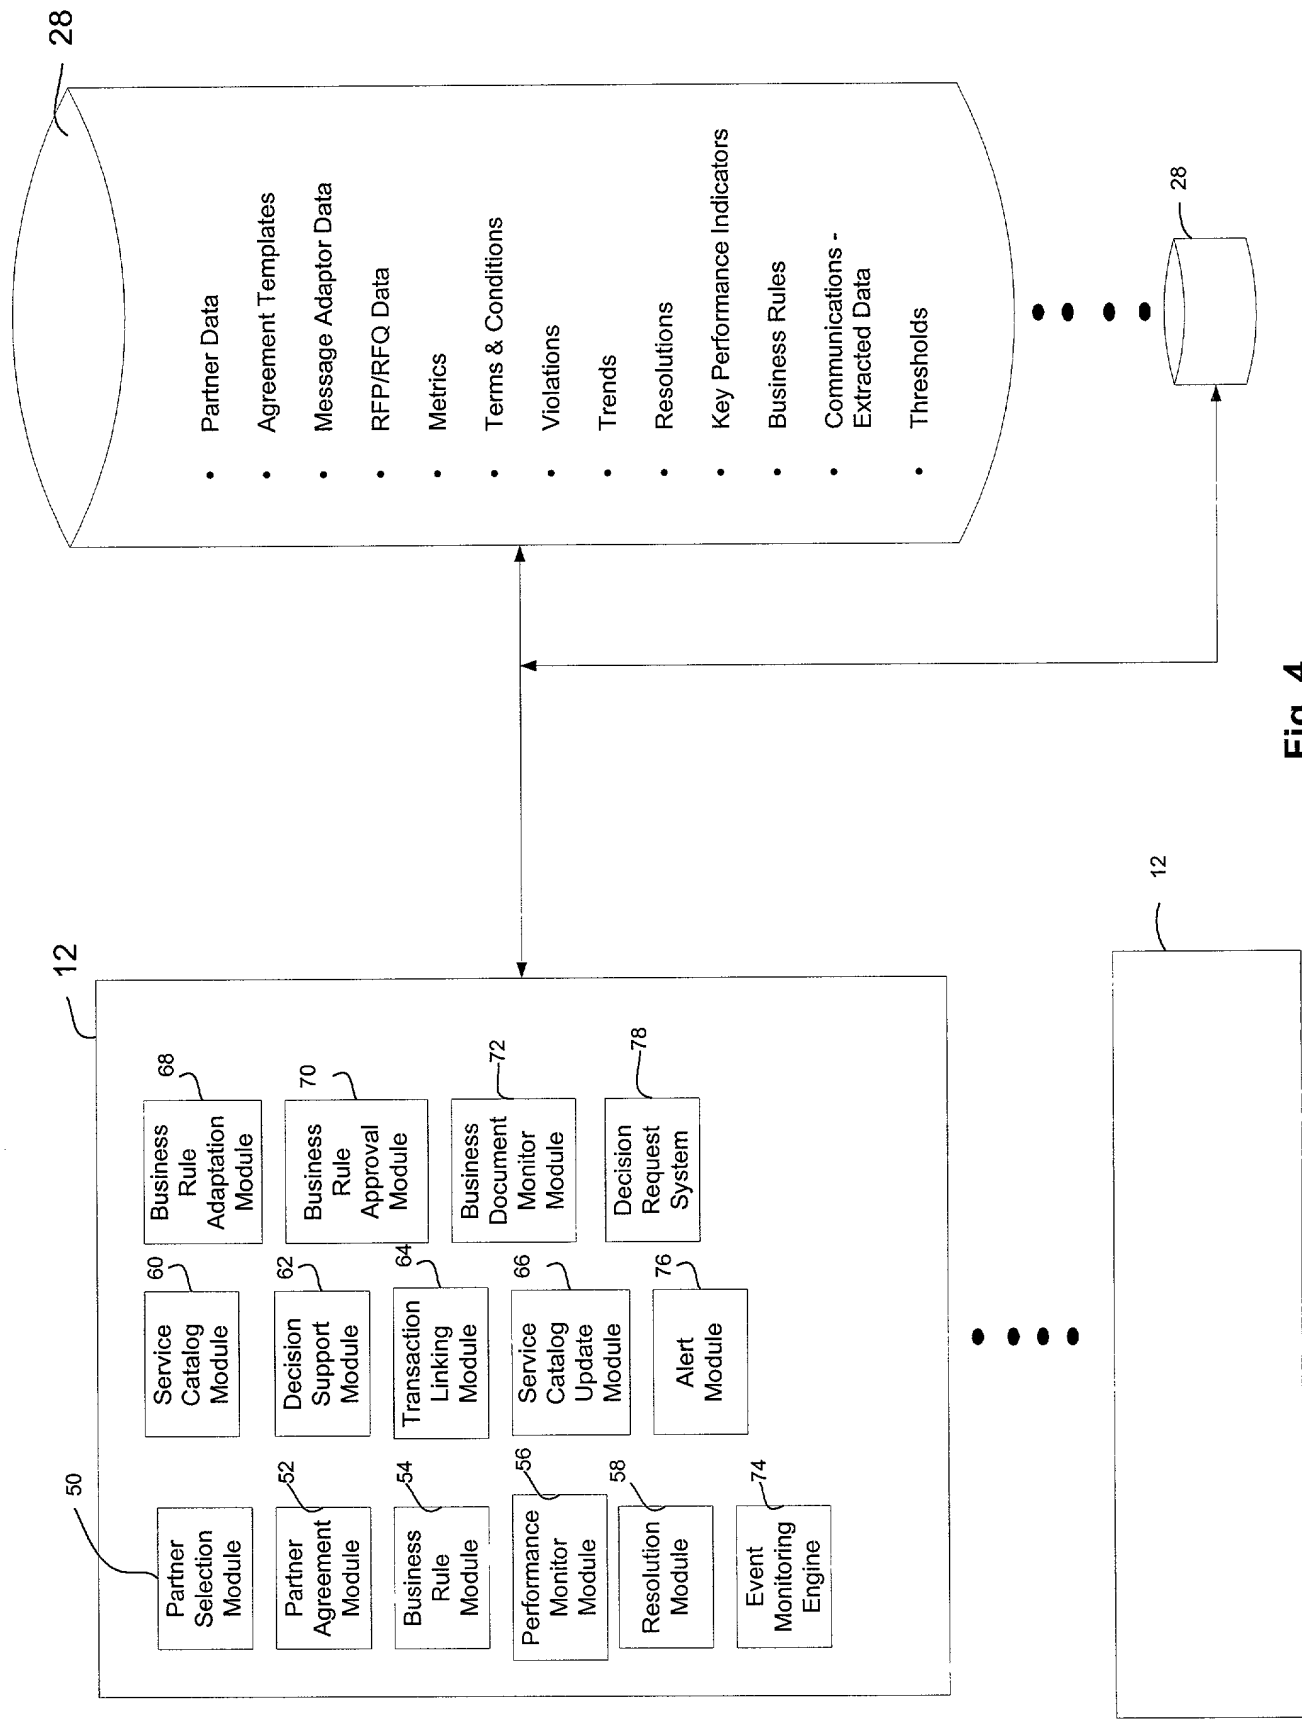 12
50
Partner
Selection
Module
52
Partner
Agreement
Module
54
Business
Rule
Module
56
Performance
Monitor
Module
58
Resolution
Module
74
Event
Monitoring
Engine
60
Service
Catalog
Module
62
Decision
Support
Module
64
Transaction
Linking
Module
66
Service
Catalog
Update
Module
76
Alert
Module
68
Business
Rule
Adaptation
Module
70
Business
Rule
Approval
Module
72
Business
Document
Monitor
Module
78
Decision
Request
System
12
28
• Partner Data
• Agreement Templates
• Message Adaptor Data
• RFP/RFQ Data
• Metrics
• Terms & Conditions
• Violations
• Trends
• Resolutions
• Key Performance Indicators
• Business Rules
• Communications -
Extracted Data
• Thresholds
28
Fig. 4